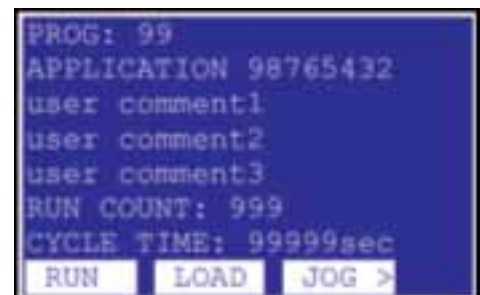 PROG: 99
APPLICATION 98765432
user comment1
user comment2
user comment3
RUN COUNT: 999
CYCLE TIME: 99999sec
RUN LOAD JOG >